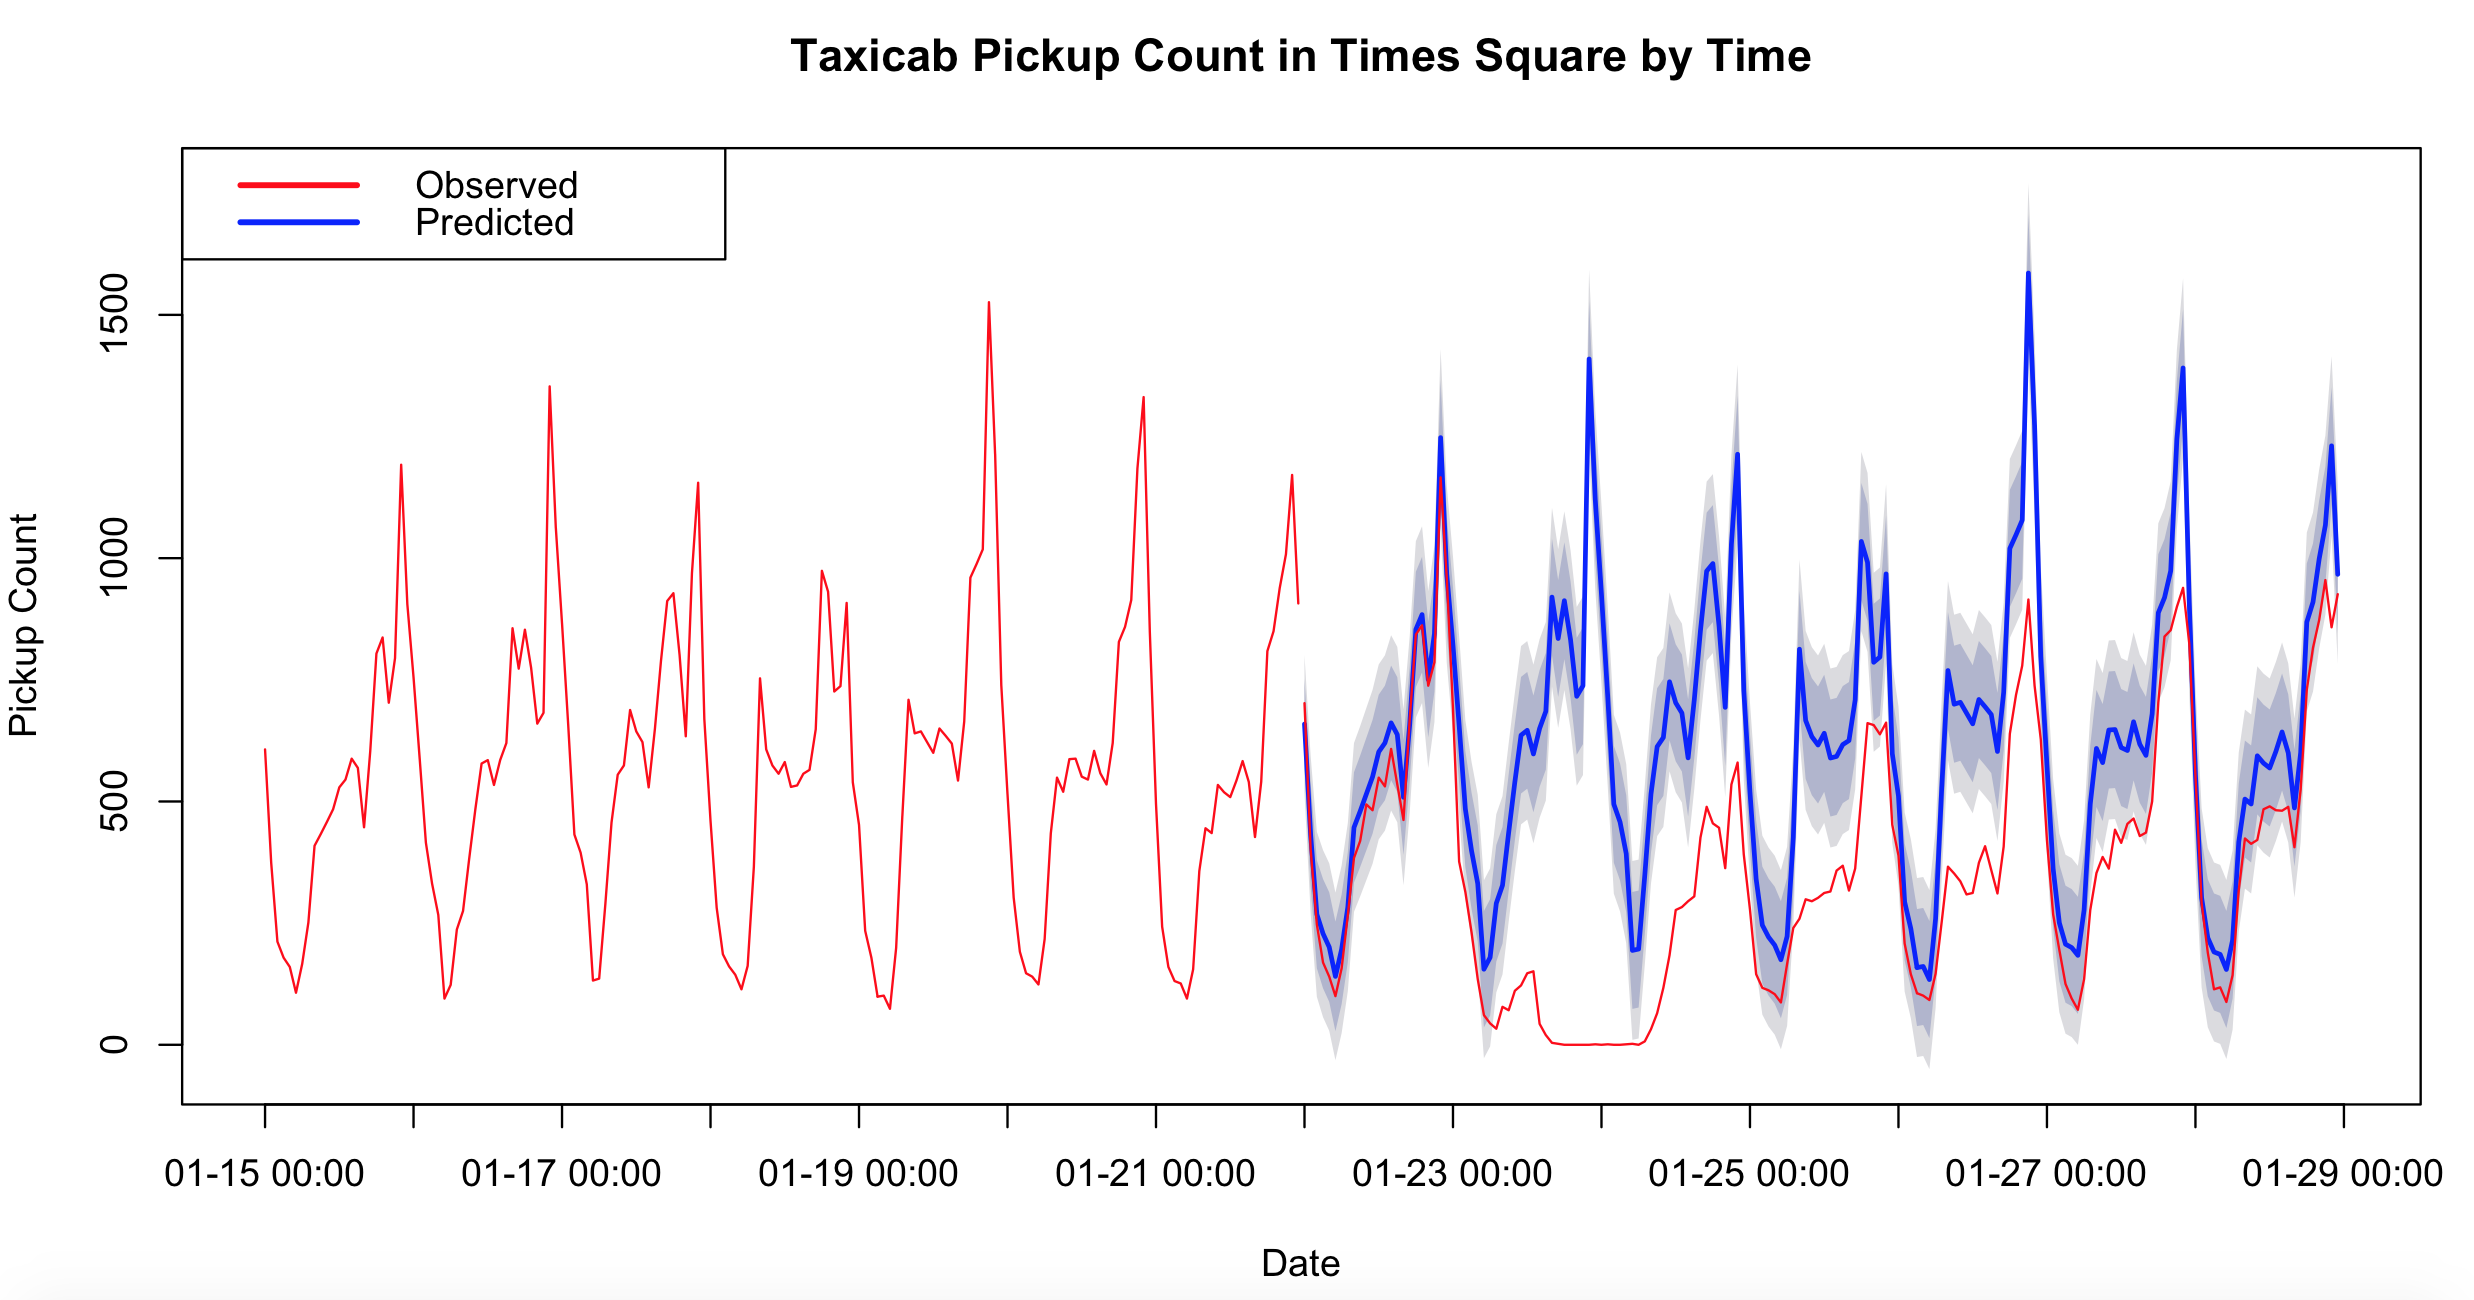 Taxicab Pickup Count in Times Square by Time
Observed
Predicted
Pickup Count
1500
1000
500
0
01-15 00:00 01-17 00:00 01-19 00:00 01-21 00:00 01-23 00:00 01-25 00:00 01-27 00:00 01-29 00:00
Date